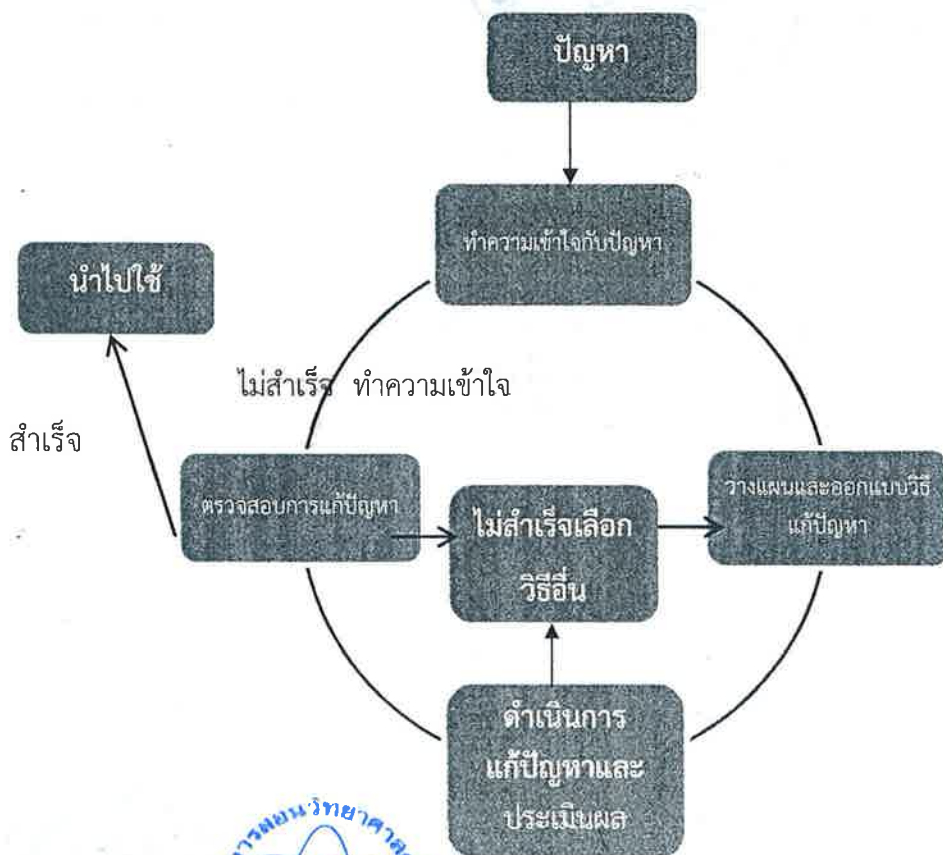 ปัญหา
ทำความเข้าใจกับปัญหา
นำไปใช้
ไม่สำเร็จ ทำความเข้าใจ
สำเร็จ
ตรวจสอบการแก้ปัญหา
ไม่สำเร็จเลือก
วิธีอื่น
วางแผนและออกแบบวิธี
แก้ปัญหา
ดำเนินการ
แก้ปัญหาและ
ประเมินผล